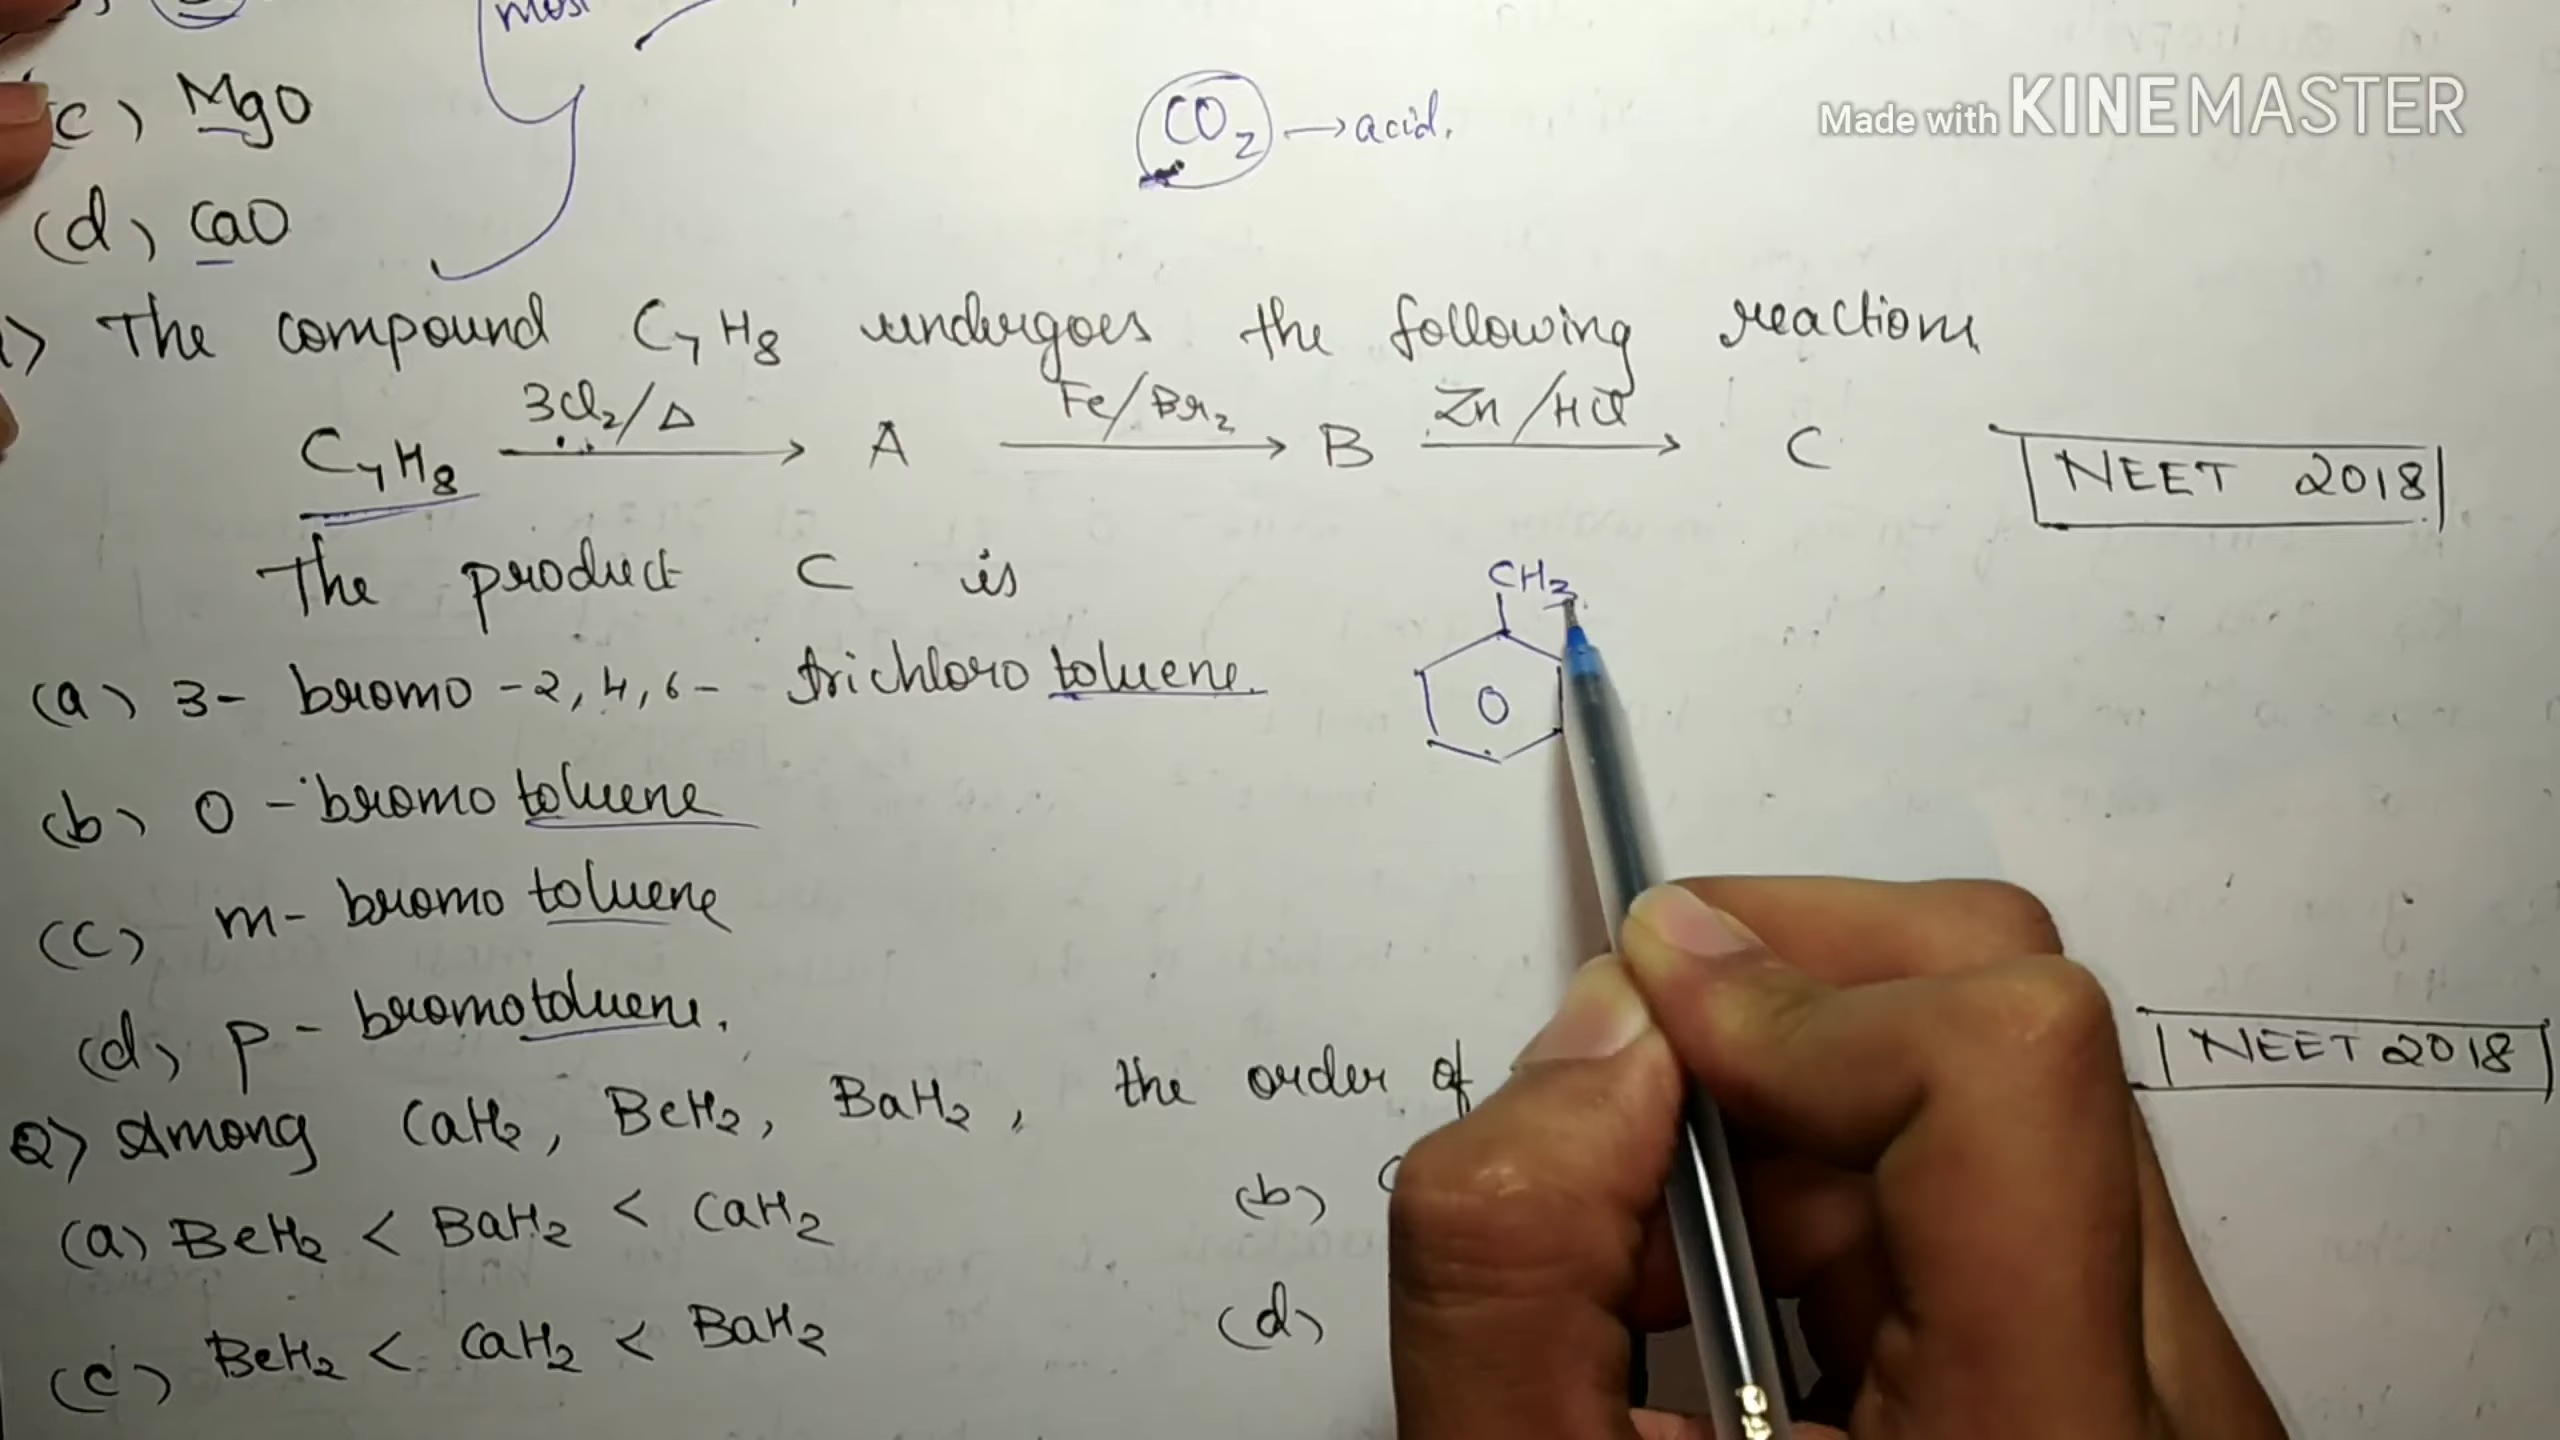 (c) MgO
CO2 → acid.
Made with KINEMASTER
(d) CaO
The compound C7H8 undergoes the following reactions
C7H8 3Cl2/Δ → A Fe/Br2 → B Zn/HCl → C NEET 2018
The product C is
CH3
(a) 3- bromo -2,4,6- trichloro toluene.
(b) O - bromo toluene
(c) m- bromo toluene
(d) p - bromotoluene.
NEET 2018
Q) Among CaH2, BeH2, BaH2, the order of
(a) BeH2 < BaH2 < CaH2 (b)
(c) BeH2 < CaH2 < BaH2 (d)